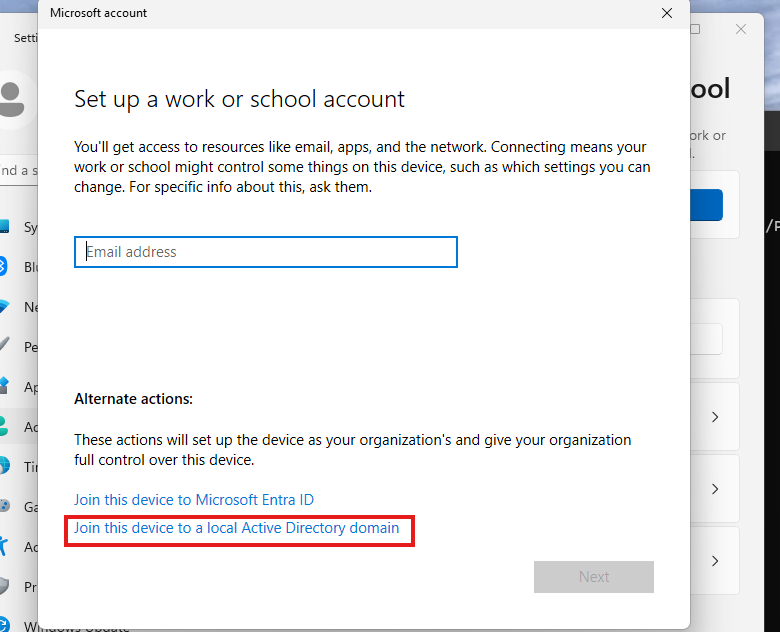 Microsoft account
Setti
ool
Set up a work or school account
You'll get access to resources like email, apps, and the network. Connecting means your
work or school might control some things on this device, such as which settings you can
change. For specific info about this, ask them.
ork or
nd a s
Email address
Sy
Blu
Ne
Pe
Ap
Ac
Tir
Ga
Ac
Pr
/P
Alternate actions:
These actions will set up the device as your organization's and give your organization
full control over this device.
Join this device to Microsoft Entra ID
Join this device to a local Active Directory domain
Next
Windows Update